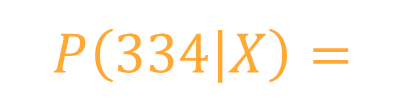 P(334|X) =